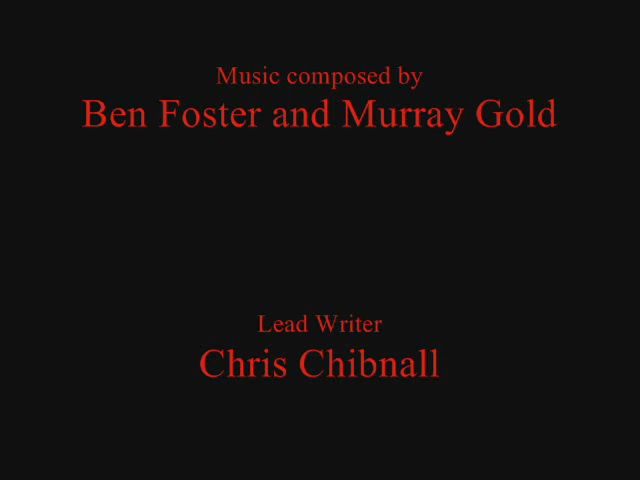 Music composed by
Ben Foster and Murray Gold
Lead Writer
Chris Chibnall